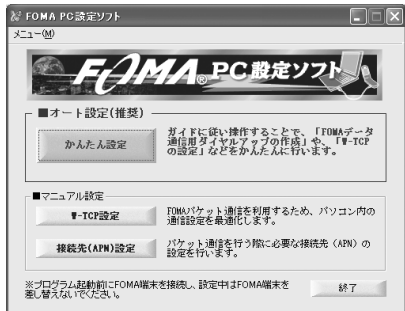 FOMA PC設定ソフト
メニュー(M)
FOMA® PC設定ソフト
■オート設定(推奨)
かんたん設定
ガイドに従い操作することで、「FOMAデータ
通信用ダイヤルアップの作成」や、「W-TCP
の設定」などをかんたんに行います。
■マニュアル設定
W-TCP設定
FOMAパケット通信を利用するため、パソコン内の
通信設定を最適化します。
接続先(APN)設定
パケット通信を行う際に必要な接続先（APN）の
設定を行います。
※プログラム起動前にFOMA端末を接続し、設定中はFOMA端末を
差し替えないでください。
終了